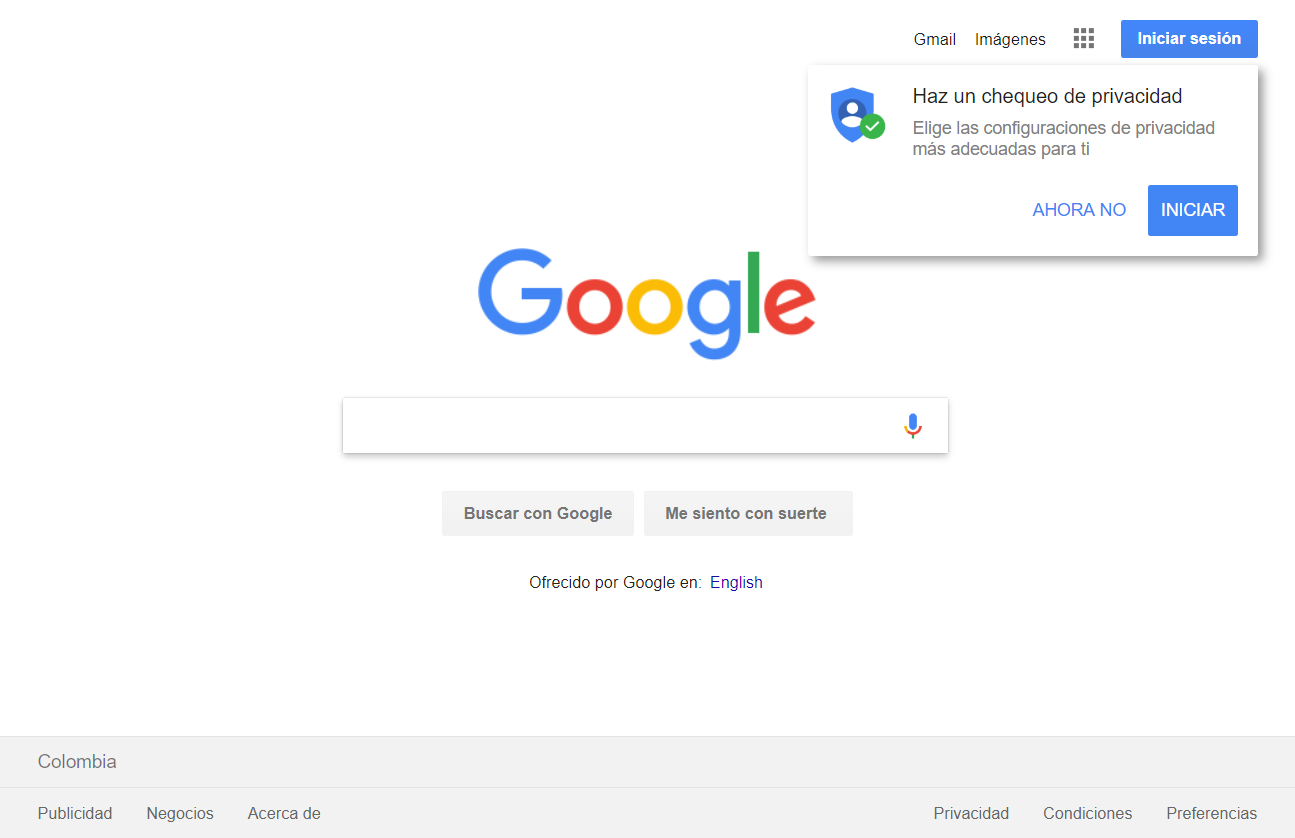 Gmail Imágenes Iniciar sesión
Haz un chequeo de privacidad
Elige las configuraciones de privacidad
más adecuadas para ti
AHORA NO INICIAR
Google
Buscar con Google Me siento con suerte
Ofrecido por Google en: English
Colombia
Publicidad Negocios Acerca de Privacidad Condiciones Preferencias